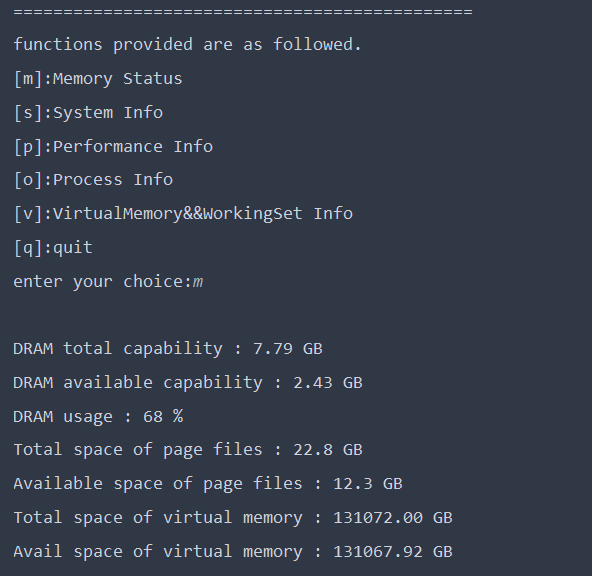 ==============================================
functions provided are as followed.
[m]:Memory Status
[s]:System Info
[p]:Performance Info
[o]:Process Info
[v]:VirtualMemory&&WorkingSet Info
[q]:quit
enter your choice:m
DRAM total capability : 7.79 GB
DRAM available capability : 2.43 GB
DRAM usage : 68 %
Total space of page files : 22.8 GB
Available space of page files : 12.3 GB
Total space of virtual memory : 131072.00 GB
Avail space of virtual memory : 131067.92 GB